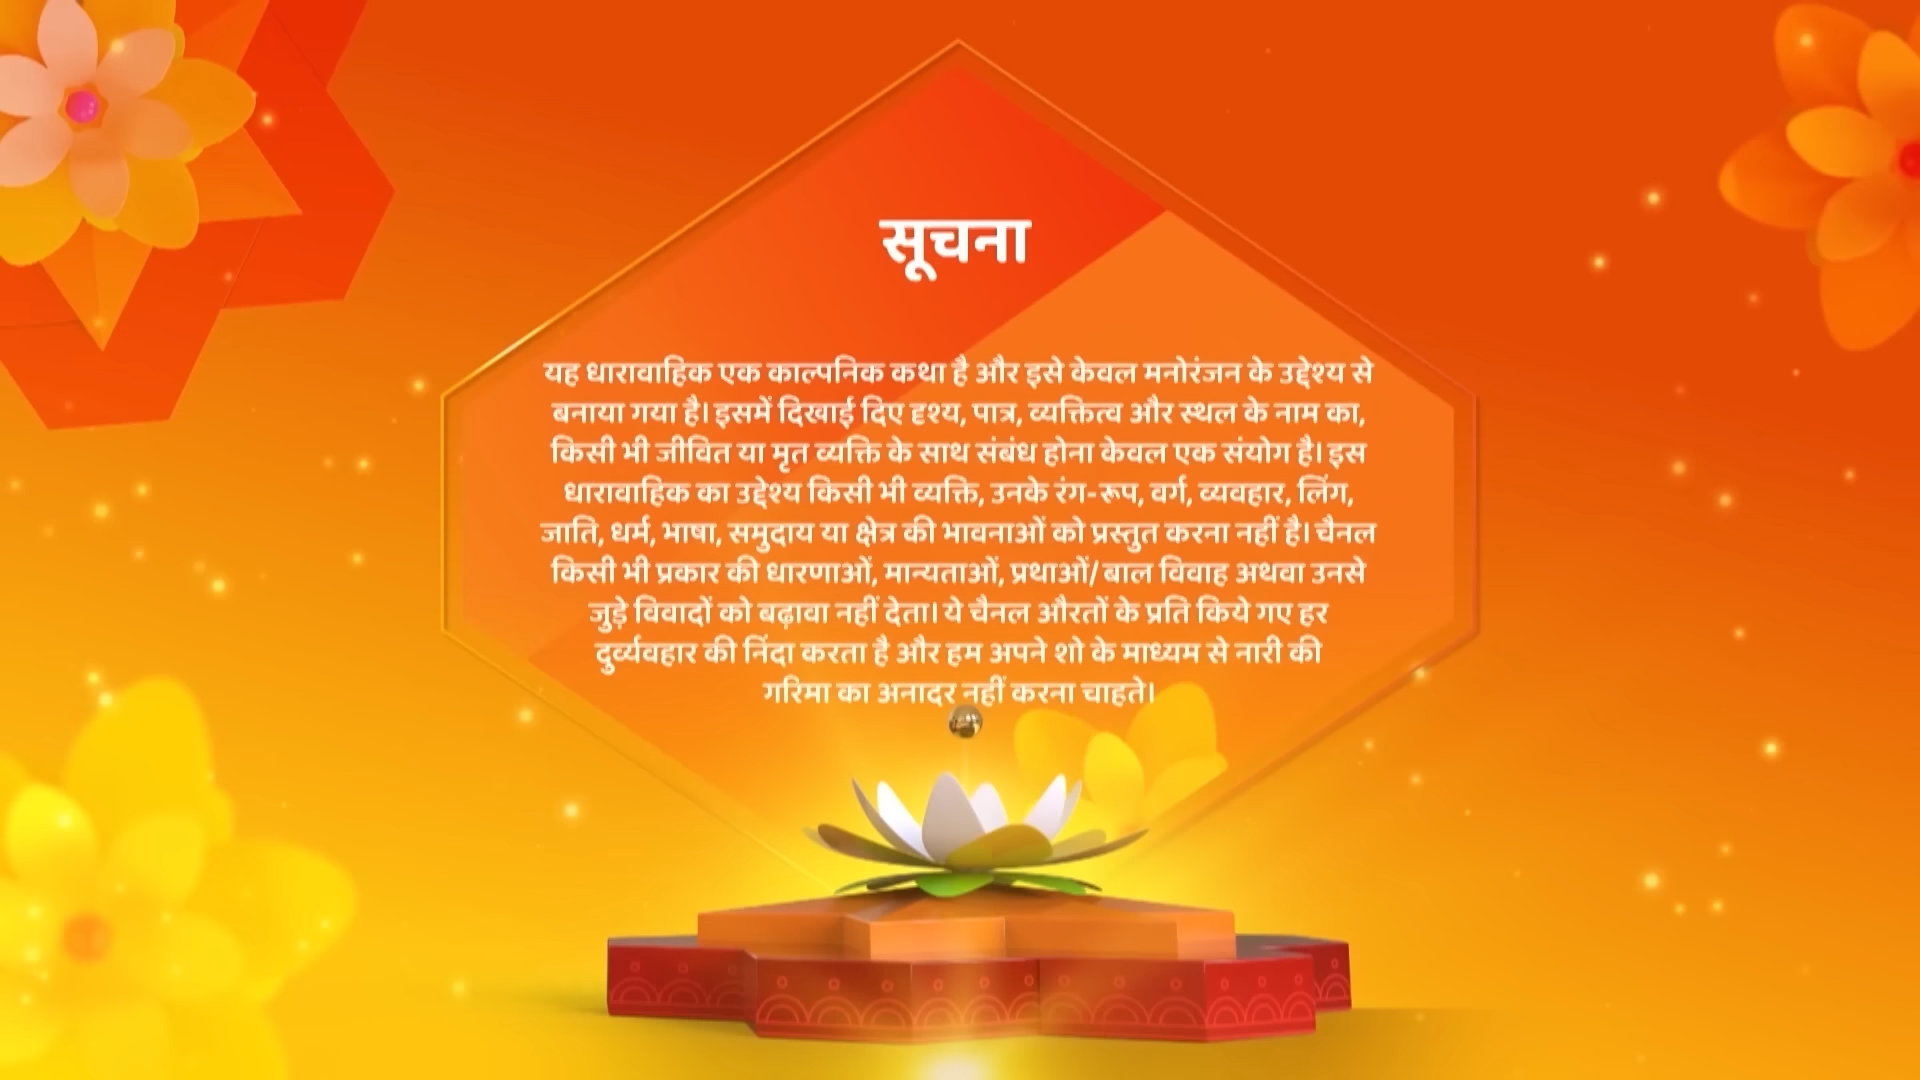 सूचना
यह धारावाहिक एक काल्पनिक कथा है और इसे केवल मनोरंजन के उद्देश्य से
बनाया गया है। इसमें दिखाई दिए दृश्य, पात्र, व्यक्तित्व और स्थल के नाम का,
किसी भी जीवित या मृत व्यक्ति के साथ संबंध होना केवल एक संयोग है। इस
धारावाहिक का उद्देश्य किसी भी व्यक्ति, उनके रंग-रूप, वर्ग, व्यवहार, लिंग,
जाति, धर्म, भाषा, समुदाय या क्षेत्र की भावनाओं को प्रस्तुत करना नहीं है। चैनल
किसी भी प्रकार की धारणाओं, मान्यताओं, प्रथाओं/ बाल विवाह अथवा उनसे
जुड़े विवादों को बढ़ावा नहीं देता। ये चैनल औरतों के प्रति किये गए हर
दुर्व्यवहार की निंदा करता है और हम अपने शो के माध्यम से नारी की
गरिमा का अनादर नहीं करना चाहते।